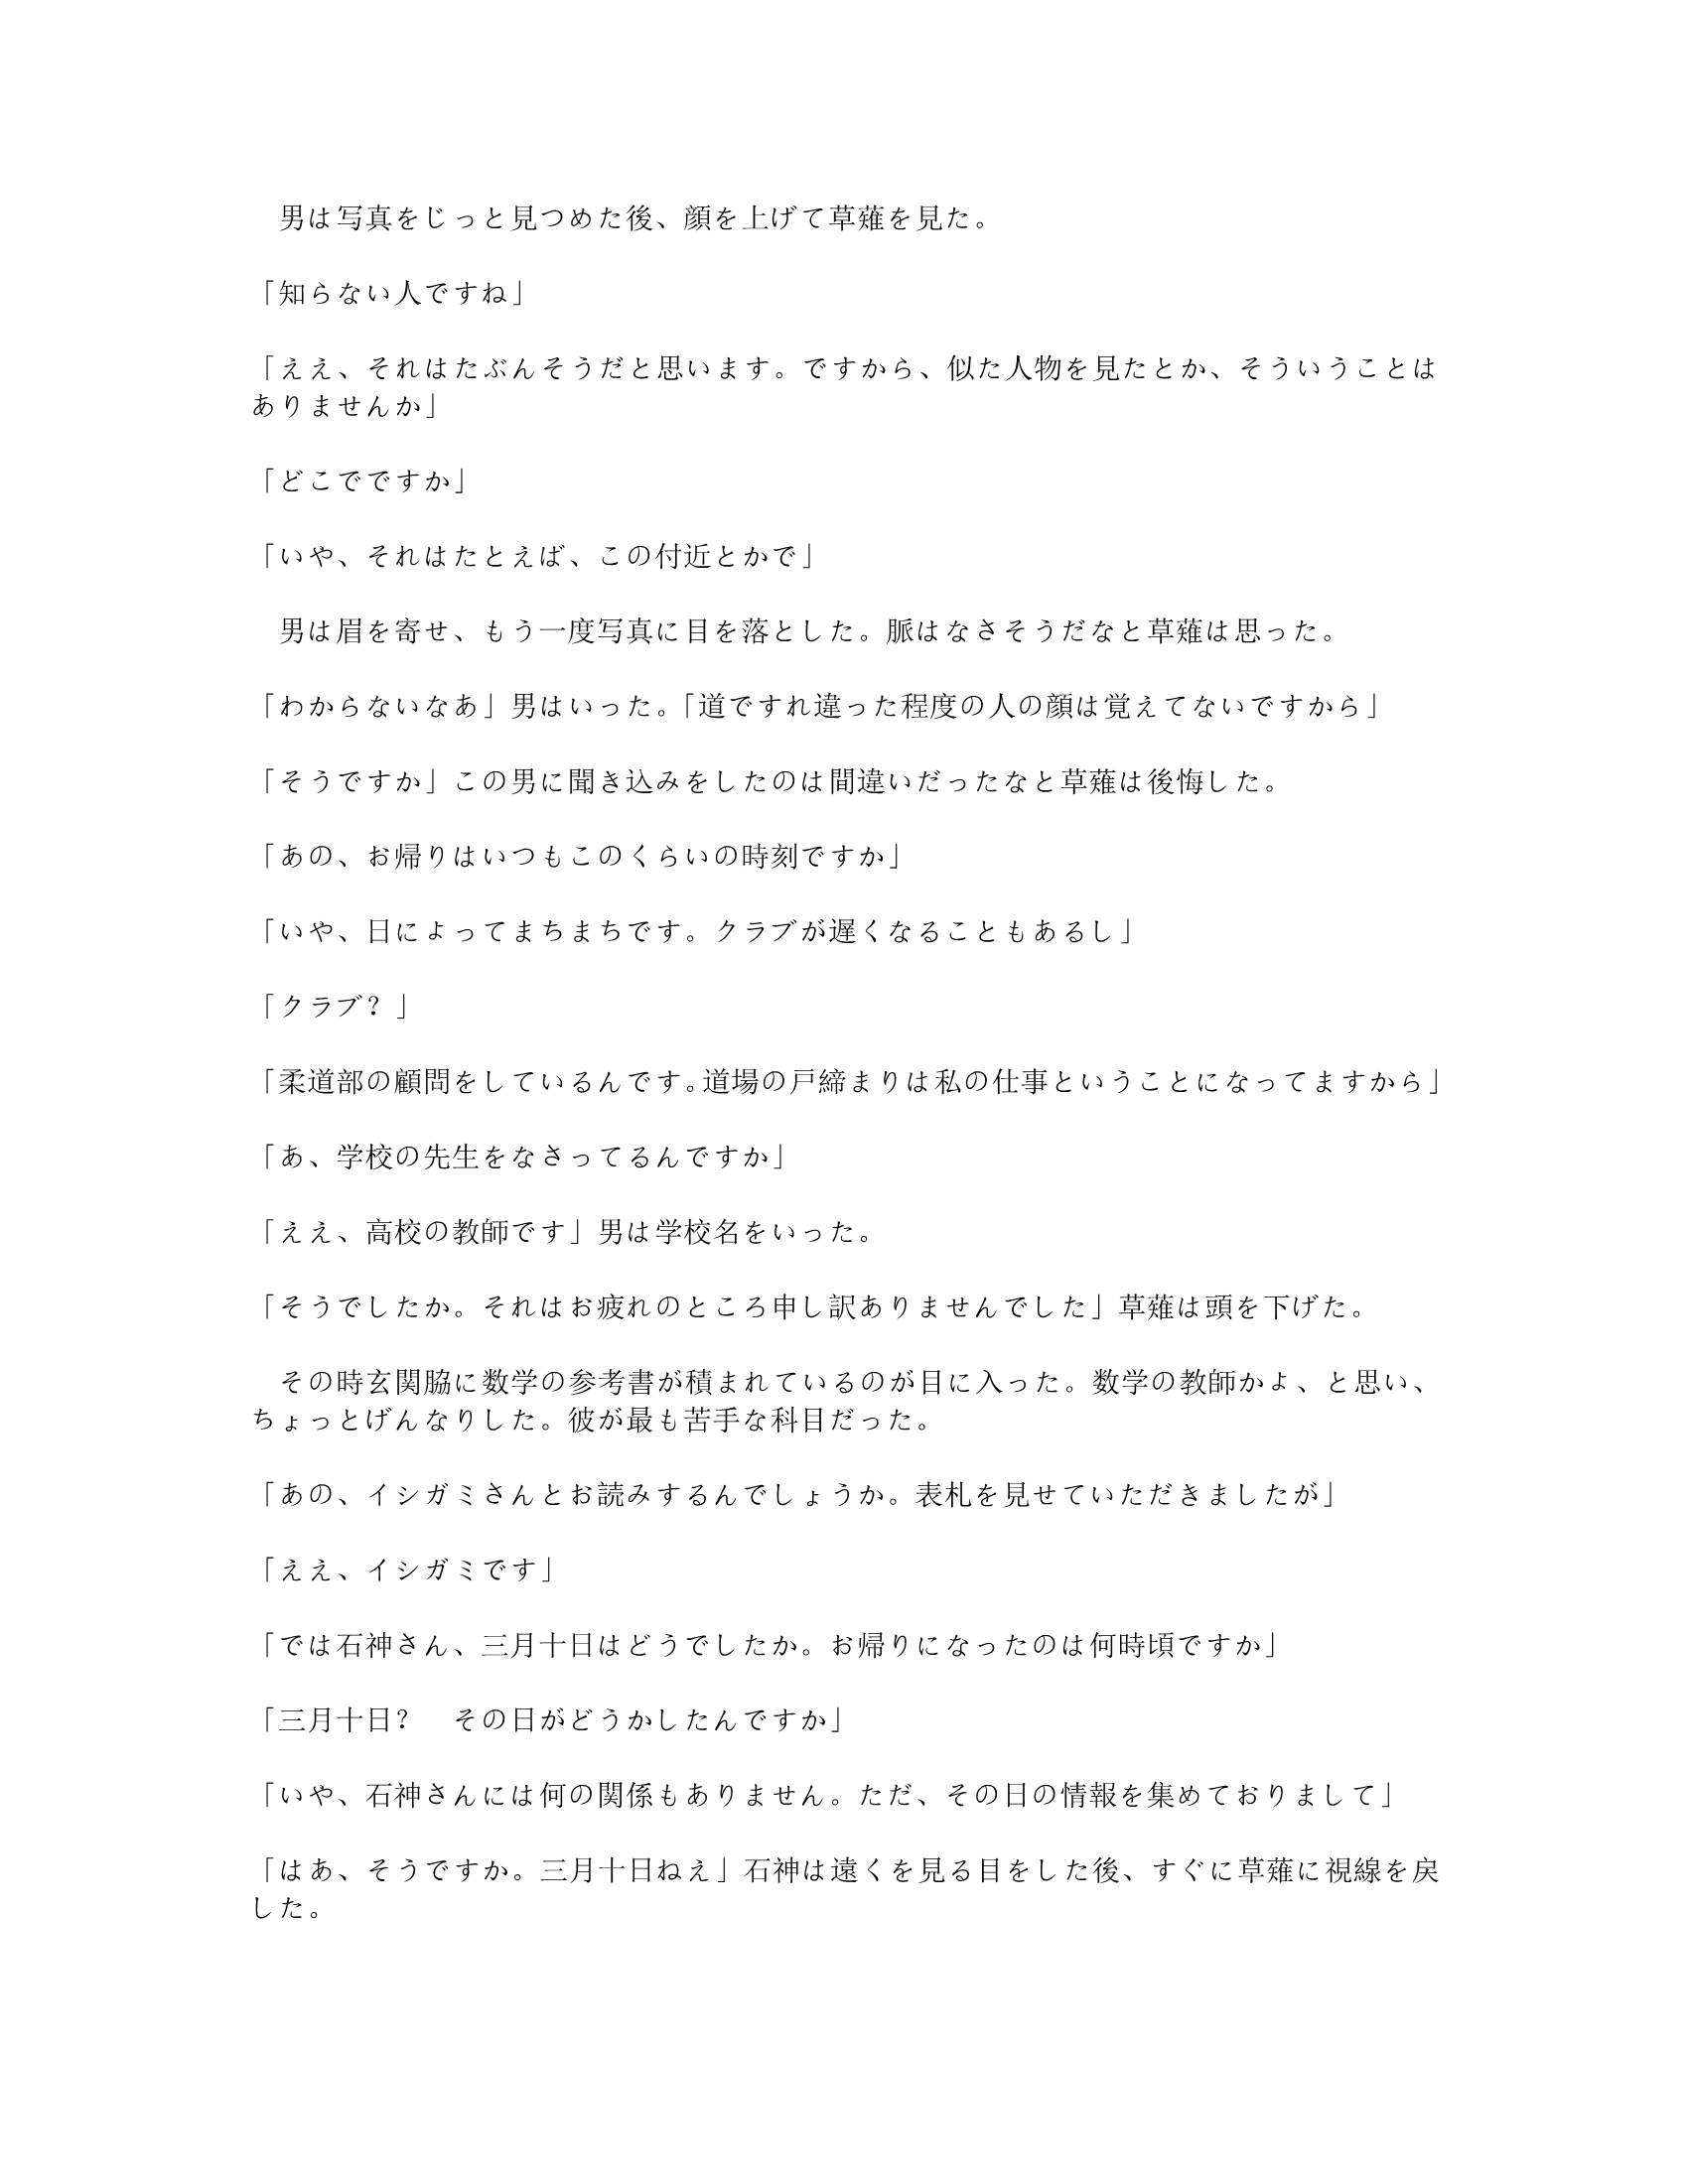 男は写真をじっと見つめた後、顔を上げて草薙を見た。
「知らない人ですね」
「ええ、それはたぶんそうだと思います。ですから、似た人物を見たとか、そういうことは
ありませんか」
「どこでですか」
「いや、それはたとえば、この付近とかで」
　男は眉を寄せ、もう一度写真に目を落とした。脈はなさそうだなと草薙は思った。
「わからないなあ」男はいった。「道ですれ違った程度の人の顔は覚えてないですから」
「そうですか」この男に聞き込みをしたのは間違いだったなと草薙は後悔した。
「あの、お帰りはいつもこのくらいの時刻ですか」
「いや、日によってまちまちです。クラブが遅くなることもあるし」
「クラブ？」
「柔道部の顧問をしているんです。道場の戸締まりは私の仕事ということになってますから」
「あ、学校の先生をなさってるんですか」
「ええ、高校の教師です」男は学校名をいった。
「そうでしたか。それはお疲れのところ申し訳ありませんでした」草薙は頭を下げた。
　その時玄関脇に数学の参考書が積まれているのが目に入った。数学の教師かよ、と思い、
ちょっとげんなりした。彼が最も苦手な科目だった。
「あの、イシガミさんとお読みするんでしょうか。表札を見せていただきましたが」
「ええ、イシガミです」
「では石神さん、三月十日はどうでしたか。お帰りになったのは何時頃ですか」
「三月十日？　その日がどうかしたんですか」
「いや、石神さんには何の関係もありません。ただ、その日の情報を集めておりまして」
「はあ、そうですか。三月十日ねえ」石神は遠くを見る目をした後、すぐに草薙に視線を戻
した。